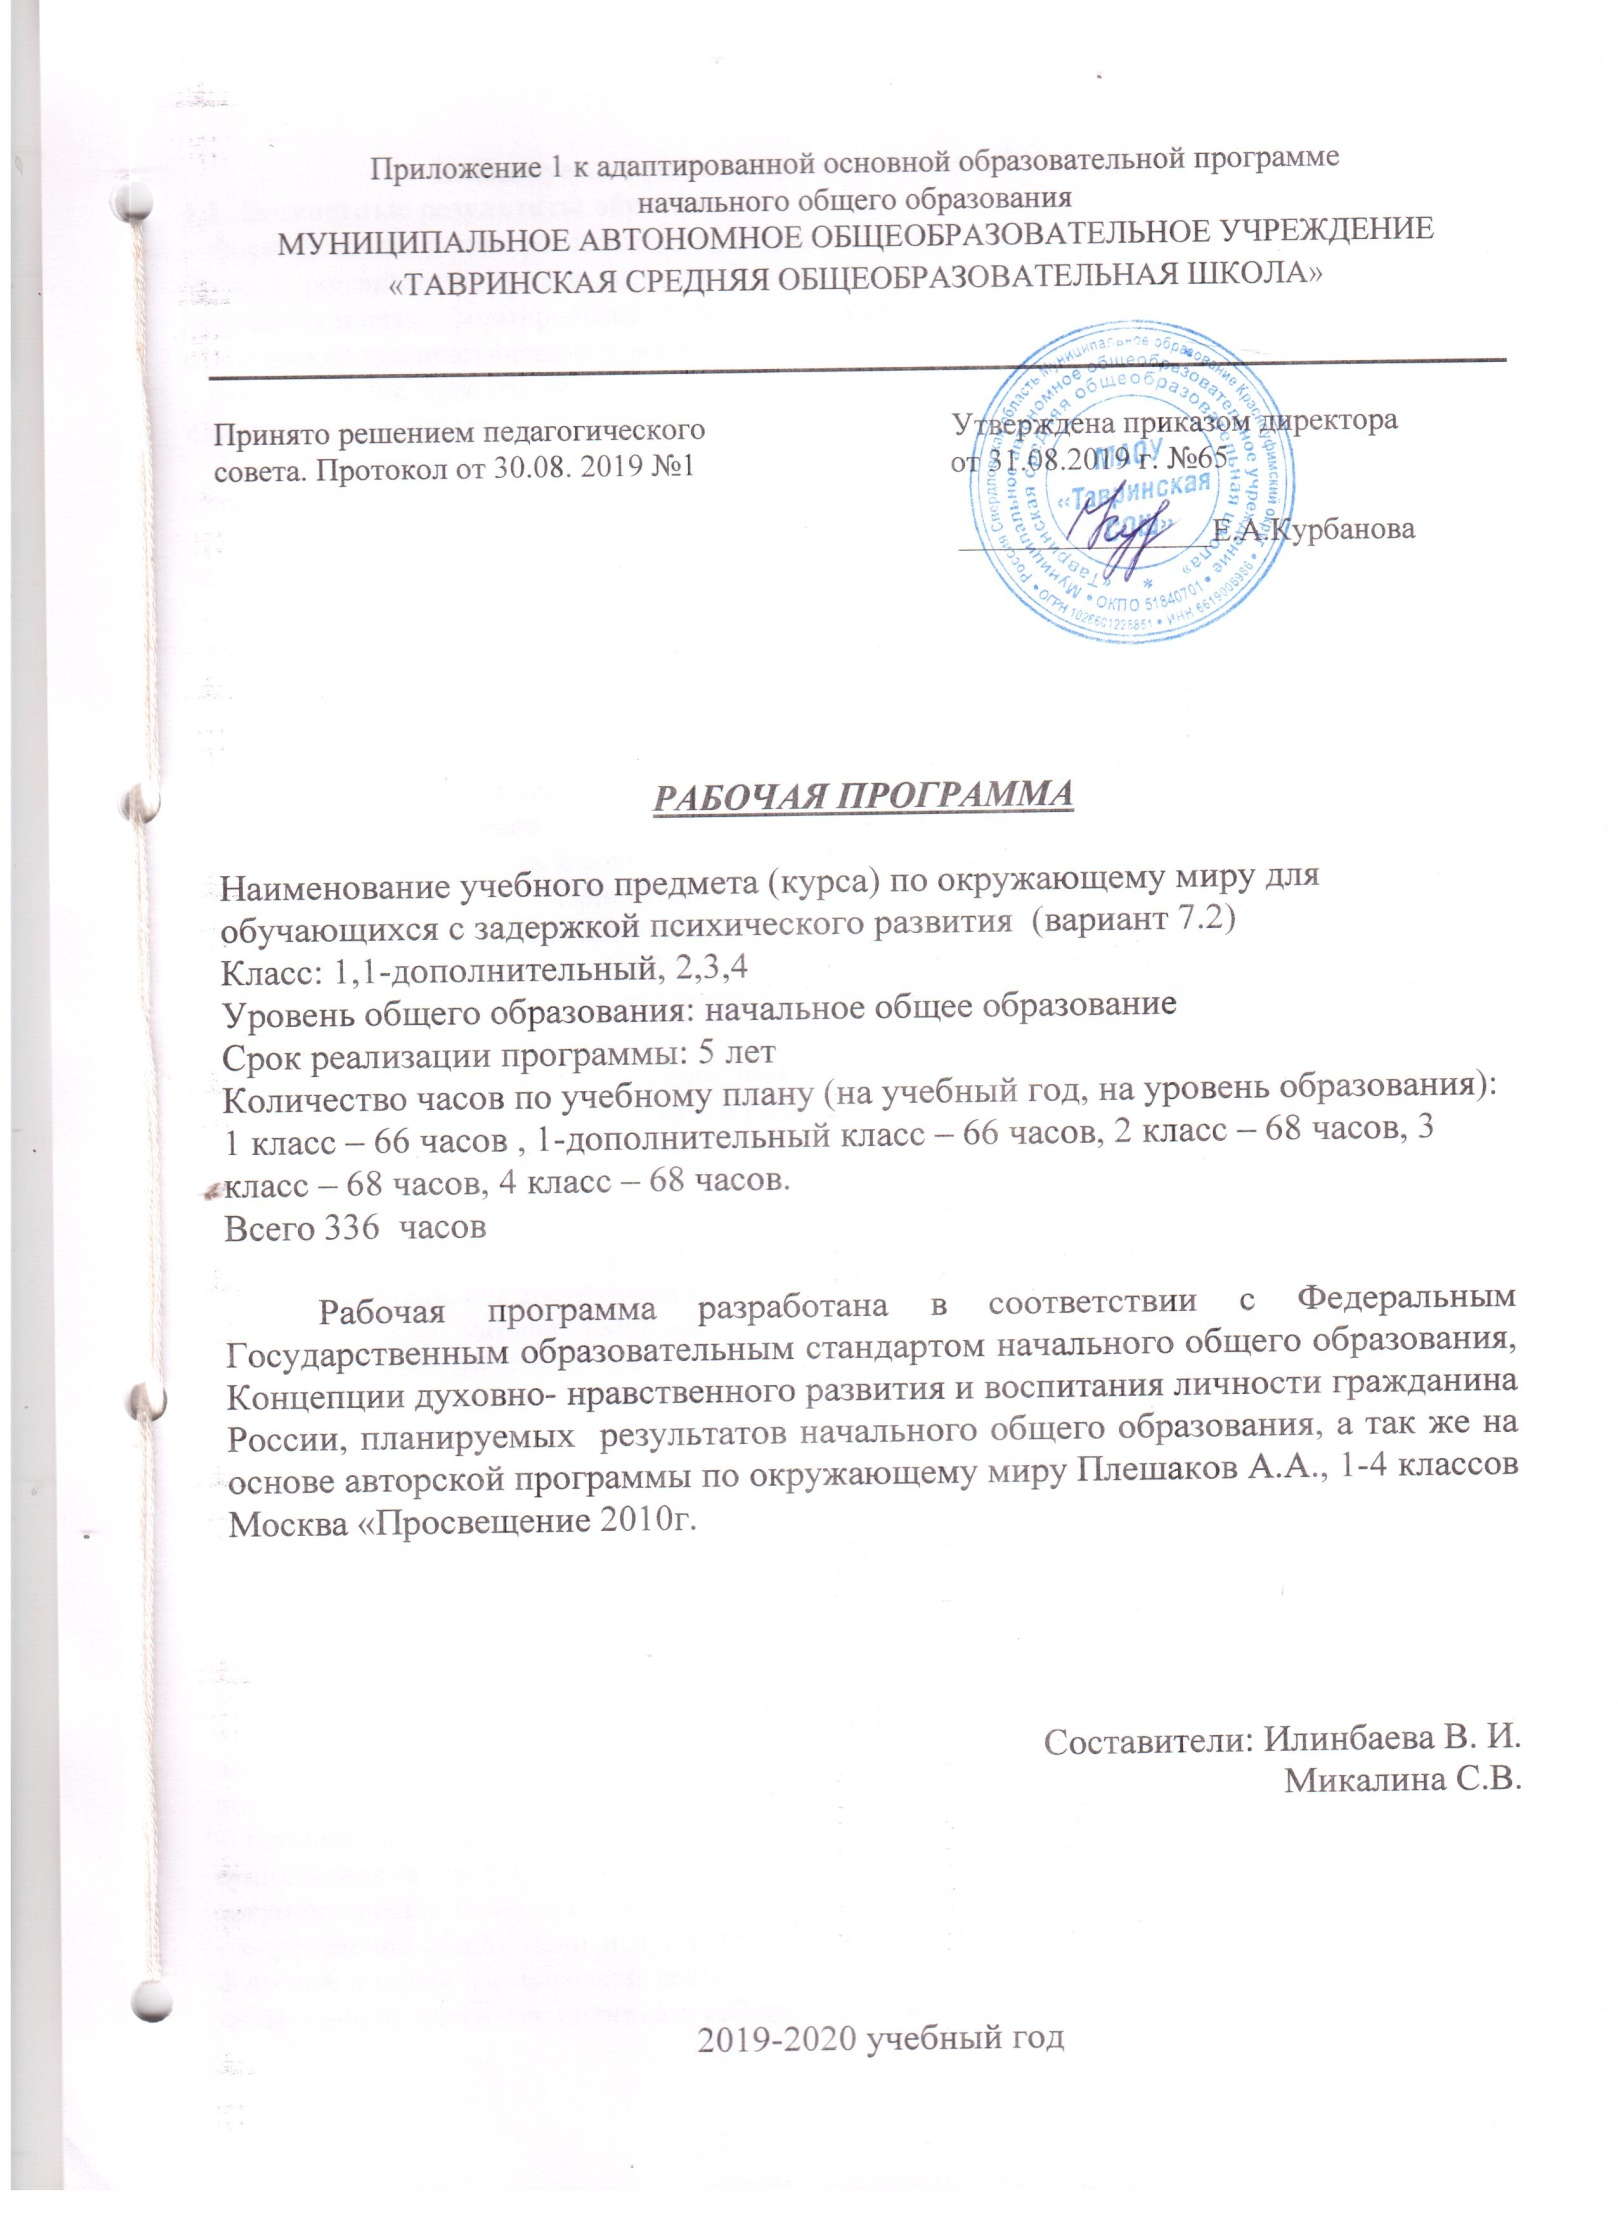 Приложение 1 к адаптированной основной образовательной программе
начального общего образования
МУНИЦИПАЛЬНОЕ АВТОНОМНОЕ ОБЩЕОБРАЗОВАТЕЛЬНОЕ УЧРЕЖДЕНИЕ
«ТАВРИНСКАЯ СРЕДНЯЯ ОБЩЕОБРАЗОВАТЕЛЬНАЯ ШКОЛА»
Принято решением педагогического
совета. Протокол от 30.08. 2019 №1
Утверждена приказом директора
от 31.08.2019 г. №65
Е.А.Курбанова
МАОУ
«Тавринская
СОШ»
РАБОЧАЯ ПРОГРАММА
Наименование учебного предмета (курса) по окружающему миру для
обучающихся с задержкой психического развития (вариант 7.2)
Класс: 1,1-дополнительный, 2,3,4
Уровень общего образования: начальное общее образование
Срок реализации программы: 5 лет
Количество часов по учебному плану (на учебный год, на уровень образования):
1 класс – 66 часов , 1-дополнительный класс – 66 часов, 2 класс – 68 часов, 3
класс – 68 часов, 4 класс – 68 часов.
Всего 336 часов
Рабочая программа разработана в соответствии с Федеральным
Государственным образовательным стандартом начального общего образования,
Концепции духовно- нравственного развития и воспитания личности гражданина
России, планируемых результатов начального общего образования, а так же на
основе авторской программы по окружающему миру Плешаков А.А., 1-4 классов
Москва «Просвещение 2010г.
Составители: Илинбаева В. И.
Микалина С.В.
2019-2020 учебный год